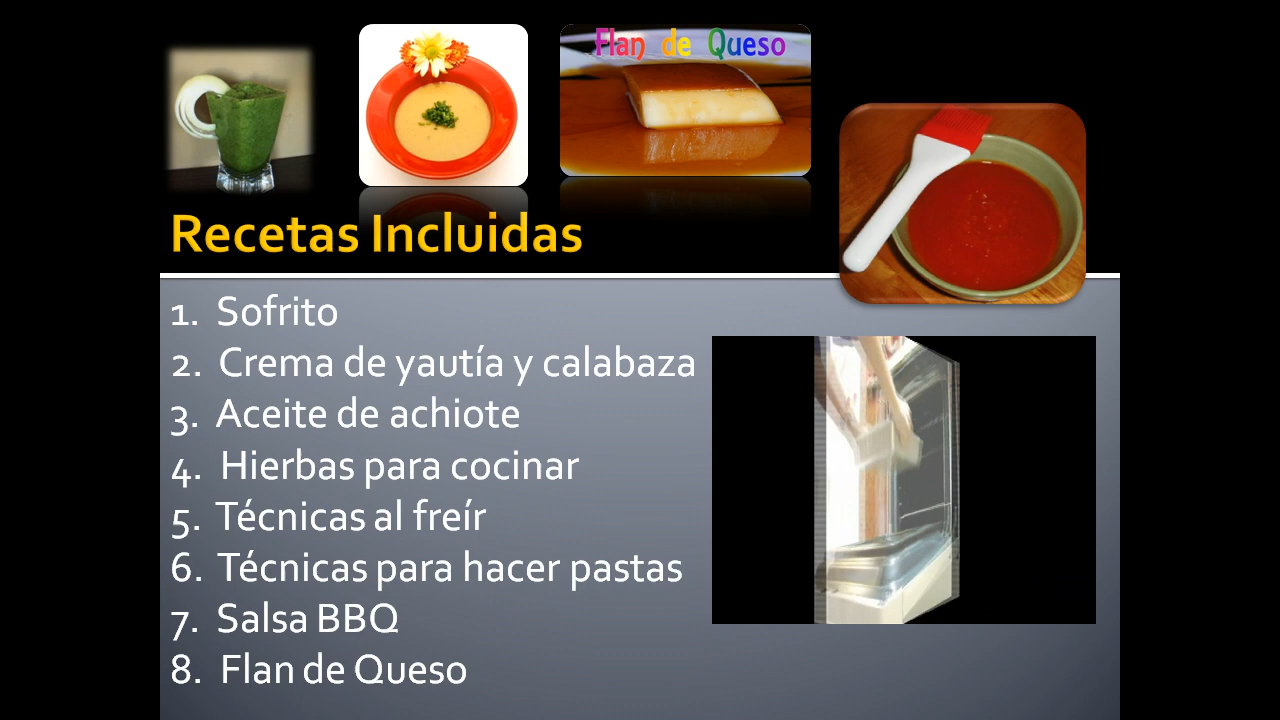 Flan de Queso
Recetas Incluidas
1. Sofrito
2. Crema de yautía y calabaza
3. Aceite de achiote
4. Hierbas para cocinar
5. Técnicas al freír
6. Técnicas para hacer pastas
7. Salsa BBQ
8. Flan de Queso